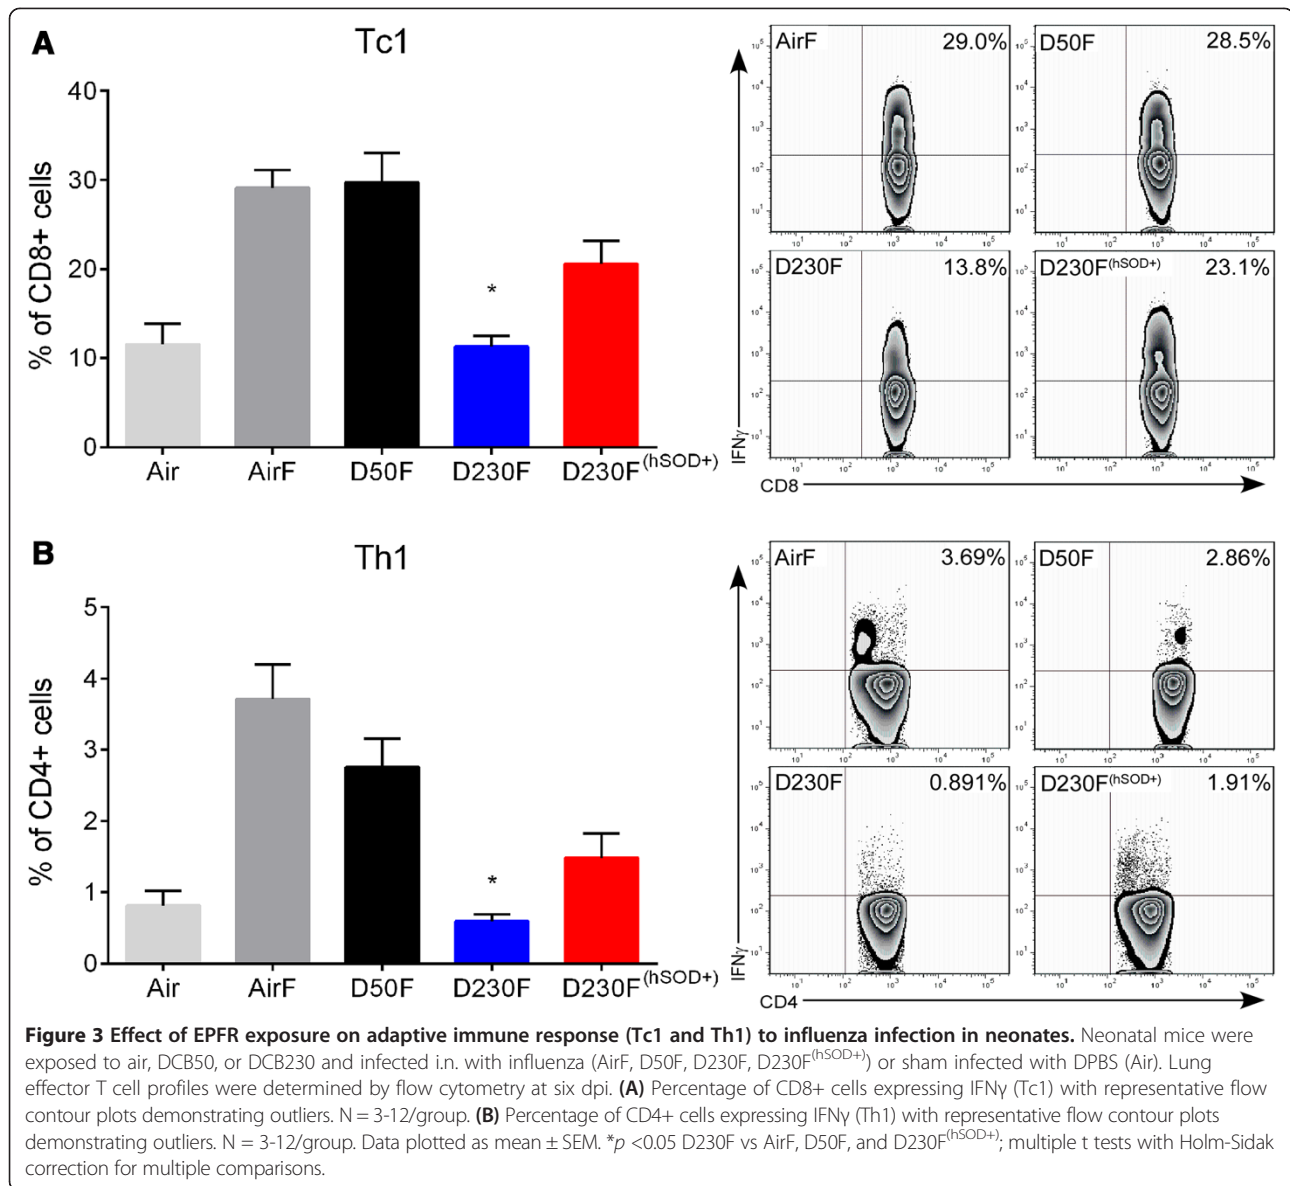 A
Tc1
% of CD8+ cells
40
30
20
10
0
*
Air
AirF
D50F
D230F
D230F(hSOD+)
AirF
29.0%
D50F
28.5%
D230F
13.8%
D230F(hSOD+)
23.1%
IFNγ
CD8
B
Th1
% of CD4+ cells
5
4
3
2
1
0
*
Air
AirF
D50F
D230F
D230F(hSOD+)
AirF
3.69%
D50F
2.86%
D230F
0.891%
D230F(hSOD+)
1.91%
IFNγ
CD4
Figure 3 Effect of EPFR exposure on adaptive immune response (Tc1 and Th1) to influenza infection in neonates. Neonatal mice were
exposed to air, DCB50, or DCB230 and infected i.n. with influenza (AirF, D50F, D230F, D230F(hSOD+)) or sham infected with DPBS (Air). Lung
effector T cell profiles were determined by flow cytometry at six dpi. (A) Percentage of CD8+ cells expressing IFNγ (Tc1) with representative flow
contour plots demonstrating outliers. N = 3-12/group. (B) Percentage of CD4+ cells expressing IFNγ (Th1) with representative flow contour plots
demonstrating outliers. N = 3-12/group. Data plotted as mean ± SEM. *p <0.05 D230F vs AirF, D50F, and D230F(hSOD+); multiple t tests with Holm-Sidak
correction for multiple comparisons.